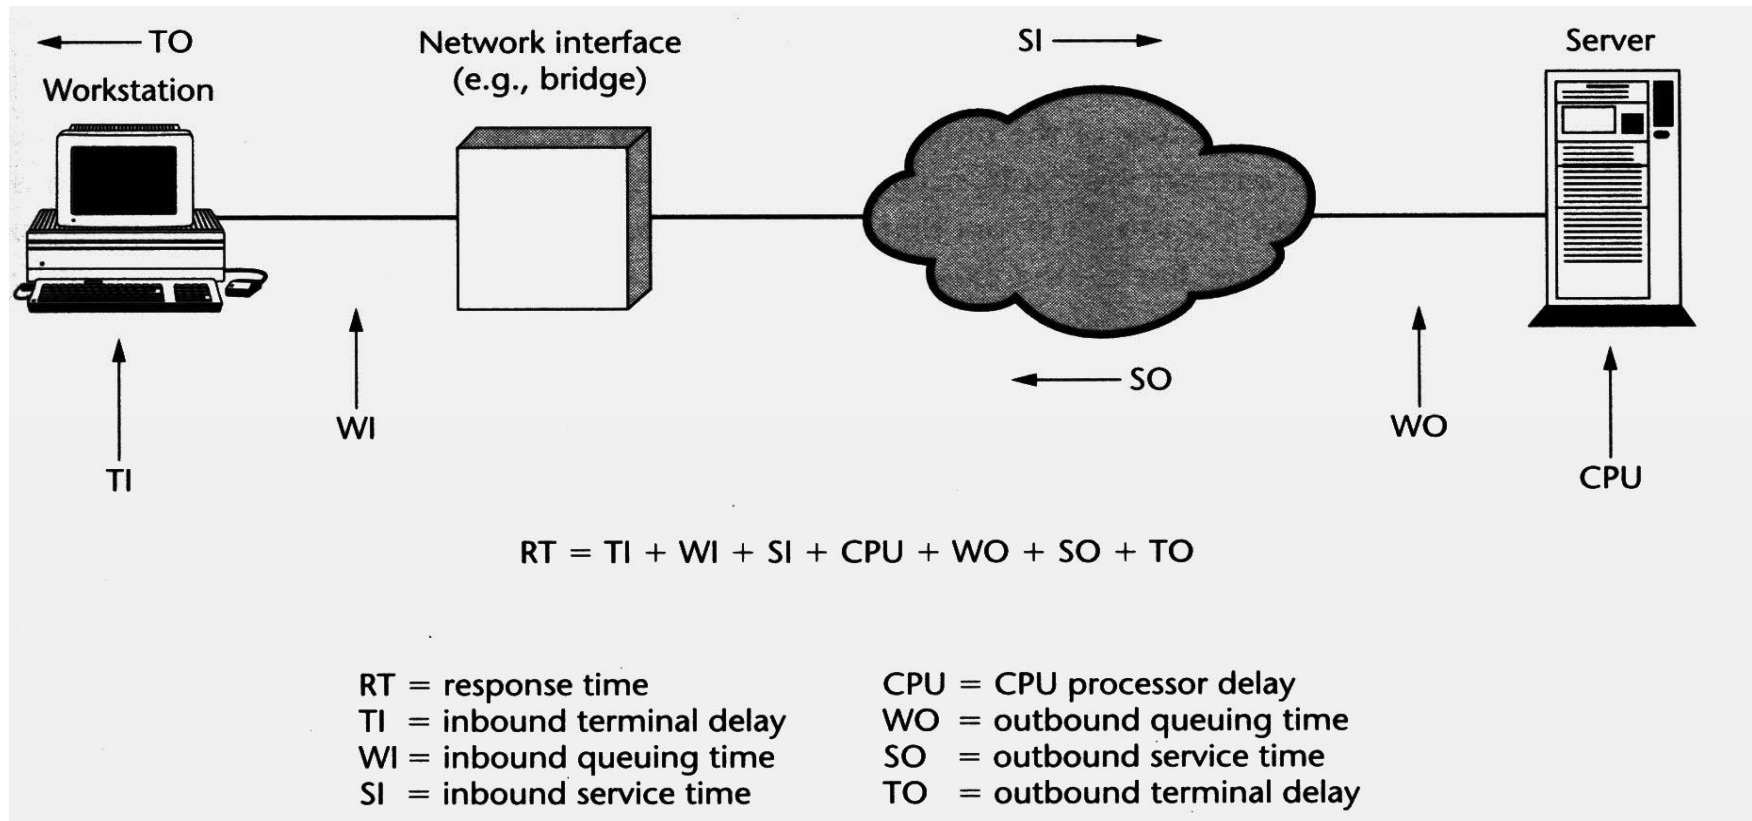 TO
Workstation
Network interface
(e.g., bridge)
SI
Server
SO
WI
WO
TI
CPU
RT = TI + WI + SI + CPU + WO + SO + TO
RT = response time
TI = inbound terminal delay
WI = inbound queuing time
SI = inbound service time
CPU = CPU processor delay
WO = outbound queuing time
SO = outbound service time
TO = outbound terminal delay